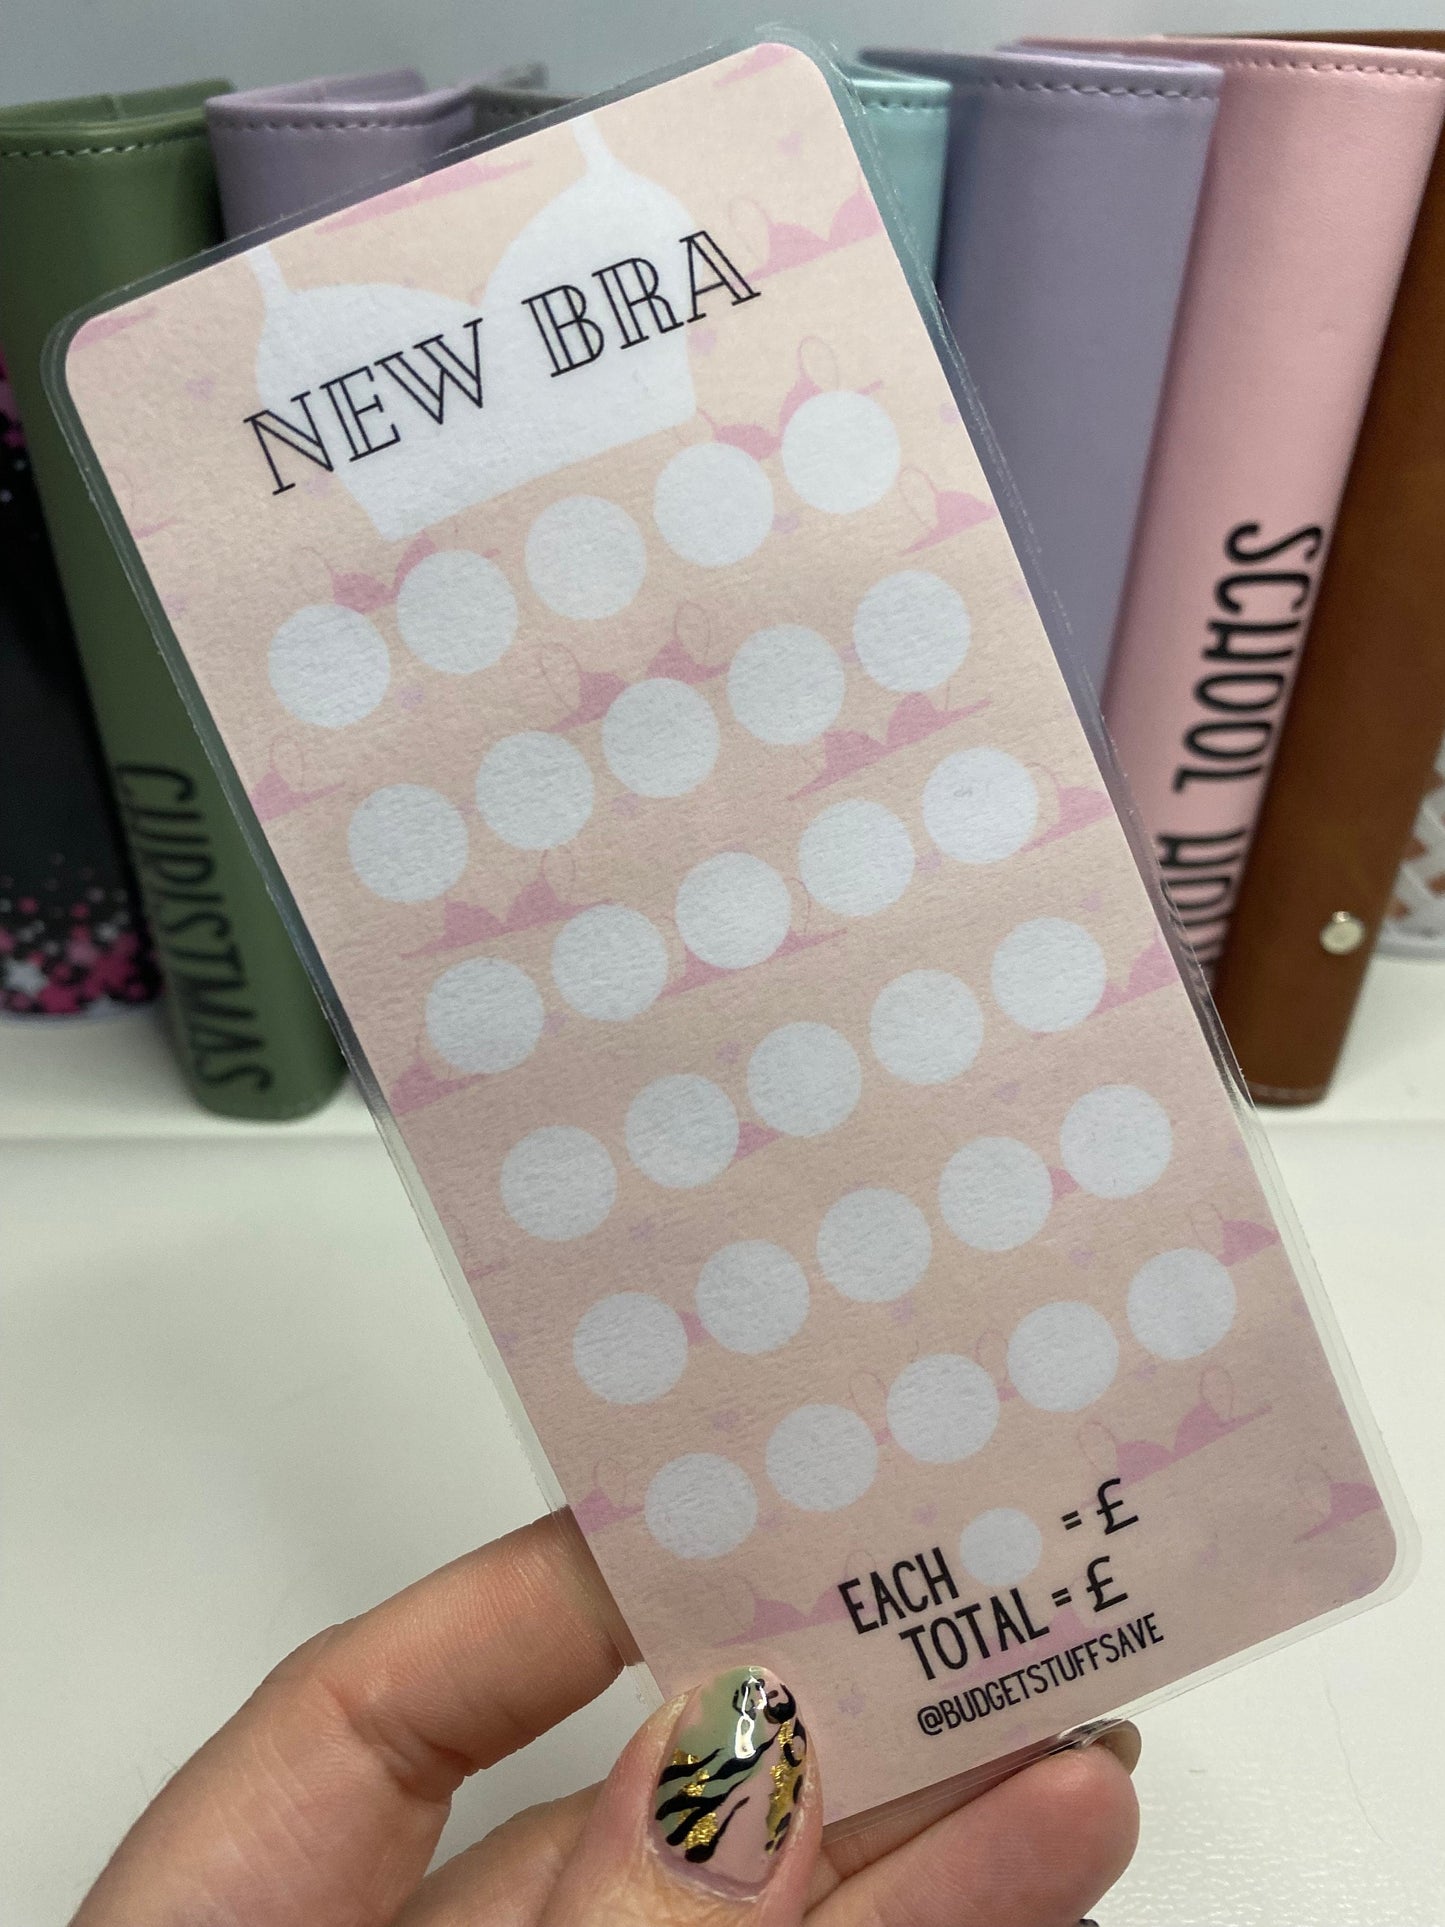 NEW BRA
EACH = £
TOTAL = £
@BUDGETSTUFFSAVE
CHRISTMAS
SCHOOL